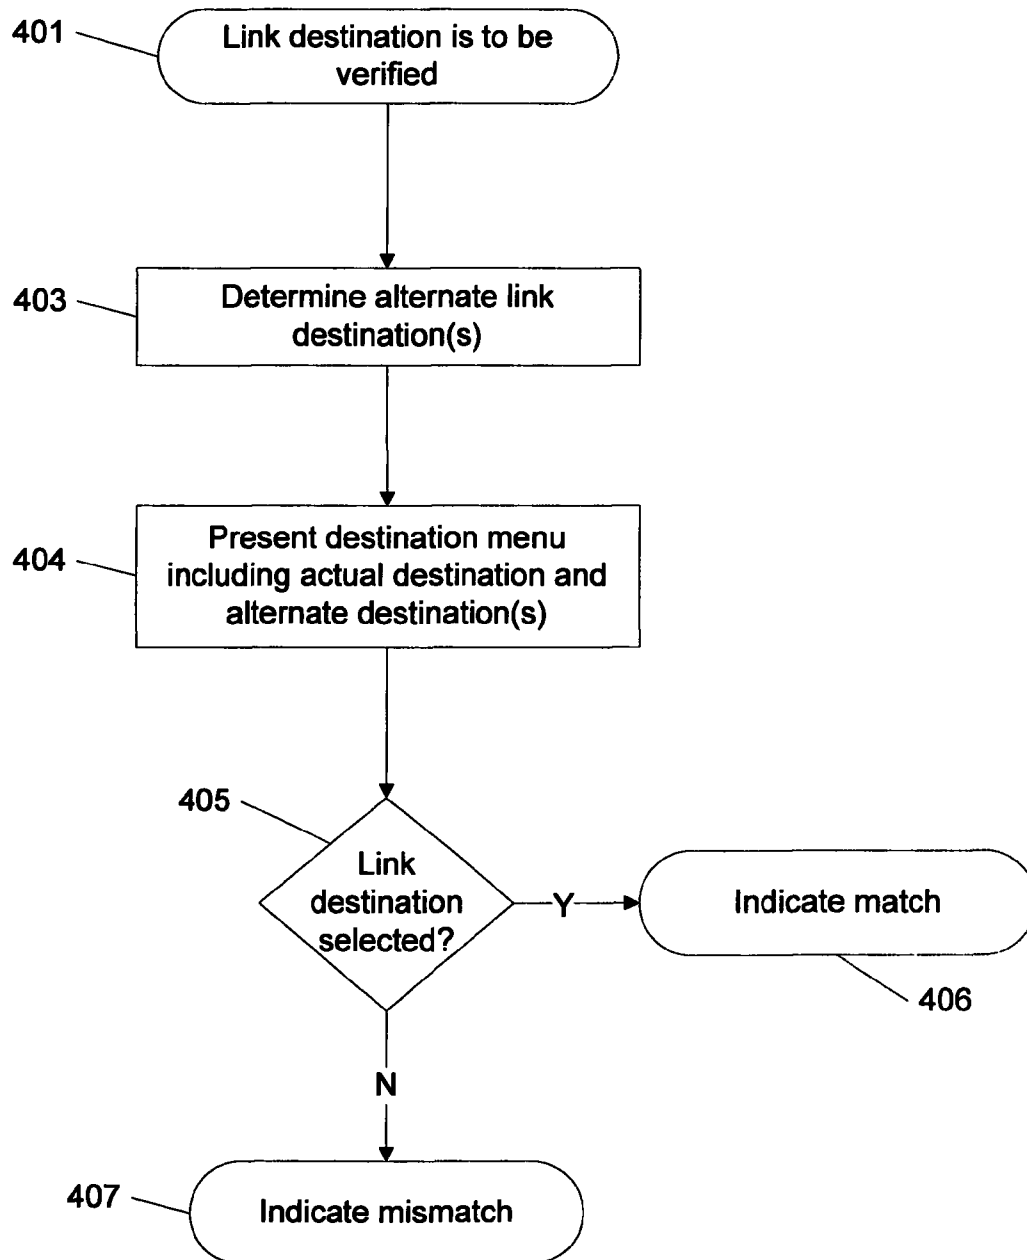 401
Link destination is to be
verified
403
Determine alternate link
destination(s)
404
Present destination menu
including actual destination and
alternate destination(s)
405
Link
destination
selected?
Y
Indicate match
406
N
407
Indicate mismatch